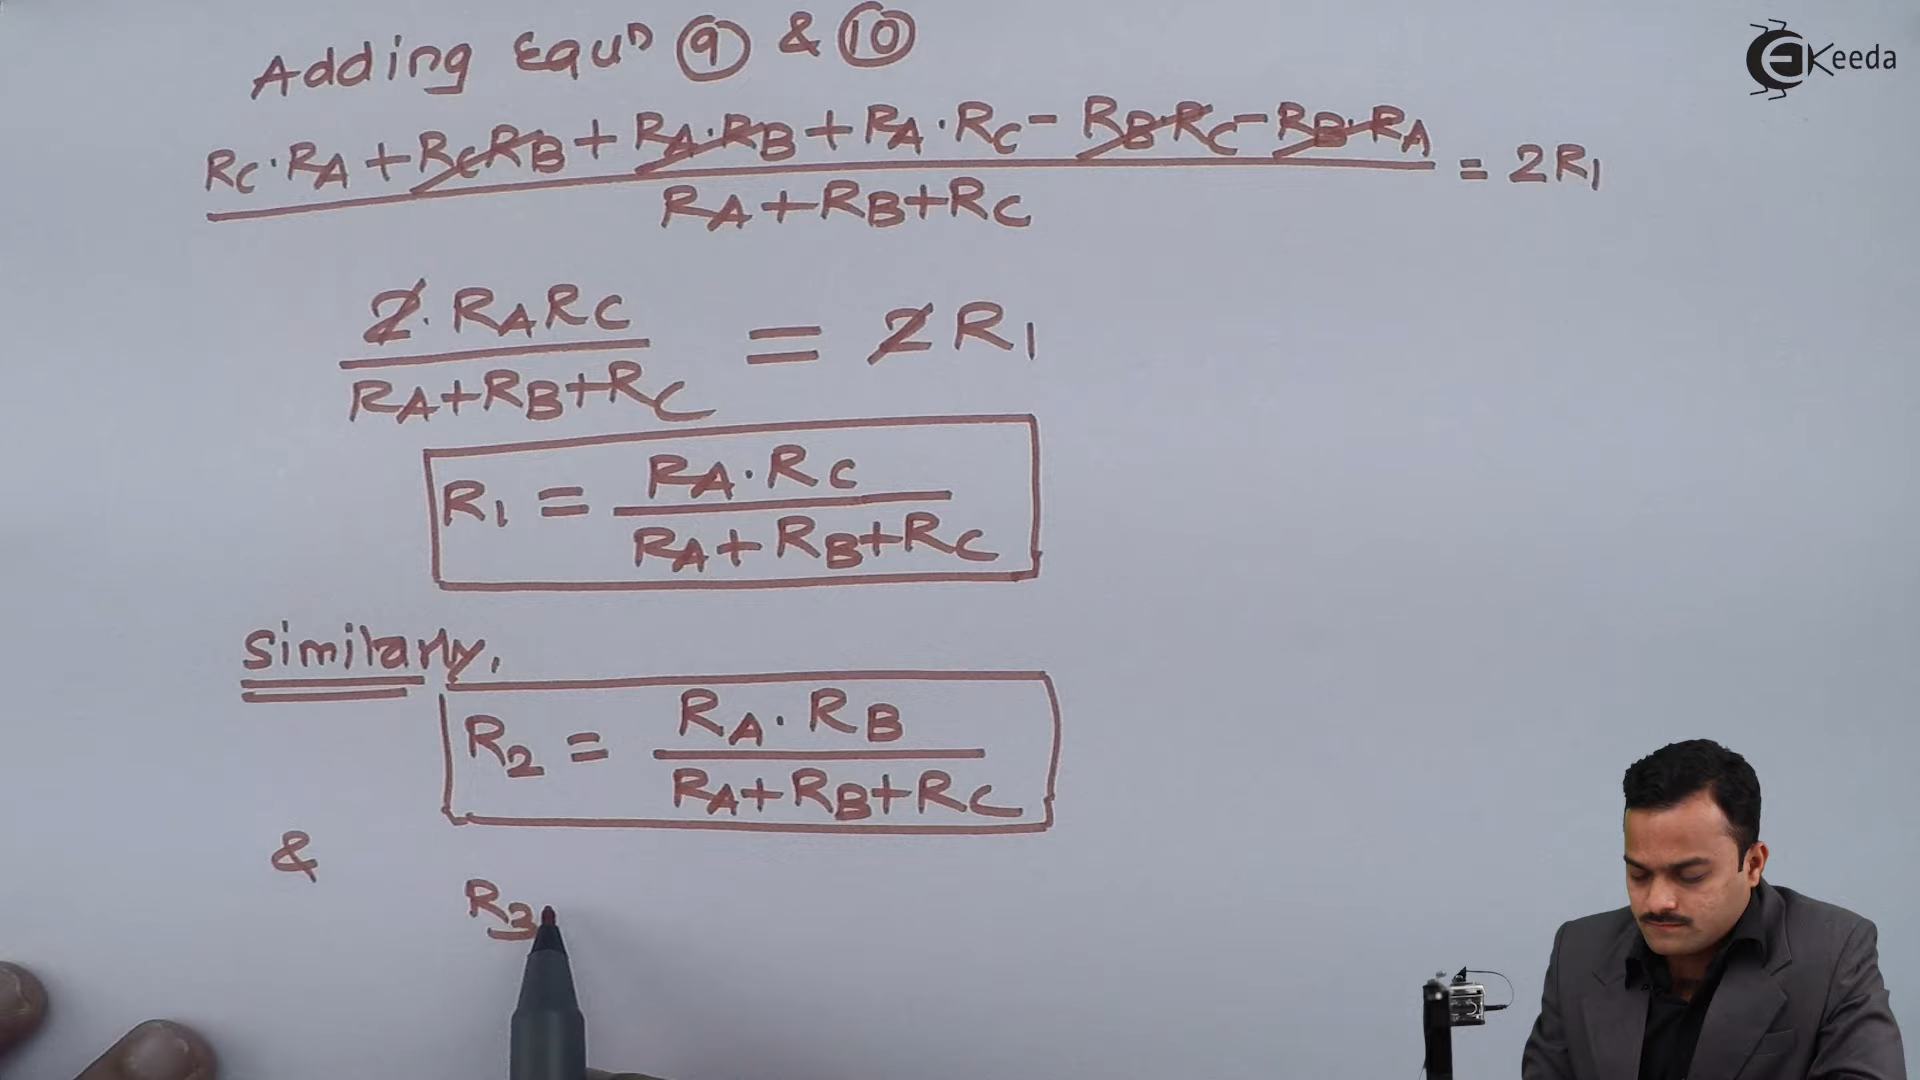 Keeda
Adding Equⁿ ⑨ & ⑩
RC·RA + RCRB + RA·RB + RA·RC - RB·RC - RB·RA
= 2R1
RA+RB+RC
2·RARC
= 2R1
RA+RB+RC
RA·RC
R1 =
RA+RB+RC
Similarly,
RA·RB
R2 =
RA+RB+RC
&
R3